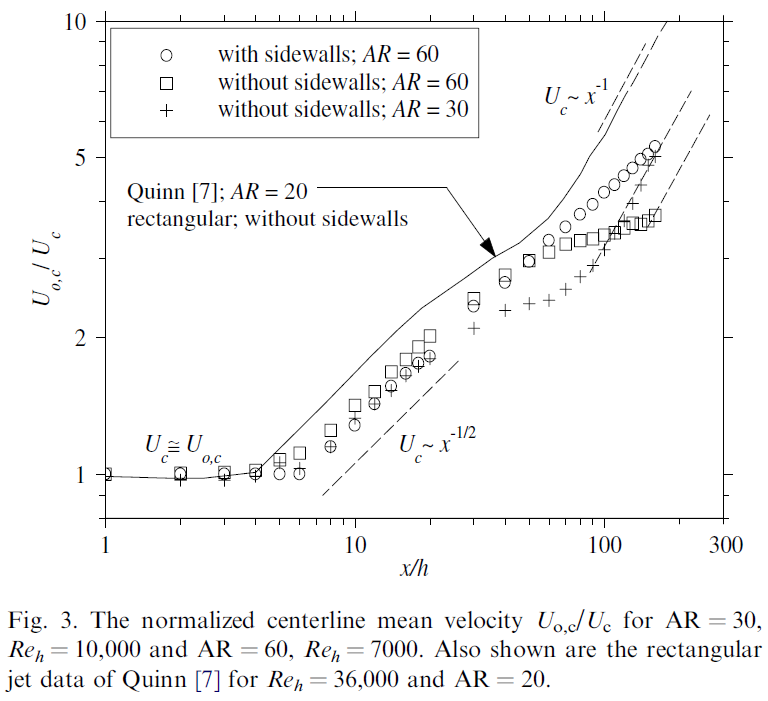 10
with sidewalls; AR = 60
without sidewalls; AR = 60
without sidewalls; AR = 30
U_c ~ x^-1
5
Quinn [7]; AR = 20
rectangular; without sidewalls
U_o,c / U_c
2
U_c ≅ U_o,c
U_c ~ x^-1/2
1
1
10
100
300
x/h
Fig. 3. The normalized centerline mean velocity U_o,c/U_c for AR = 30,
Re_h = 10,000 and AR = 60, Re_h = 7000. Also shown are the rectangular
jet data of Quinn [7] for Re_h = 36,000 and AR = 20.